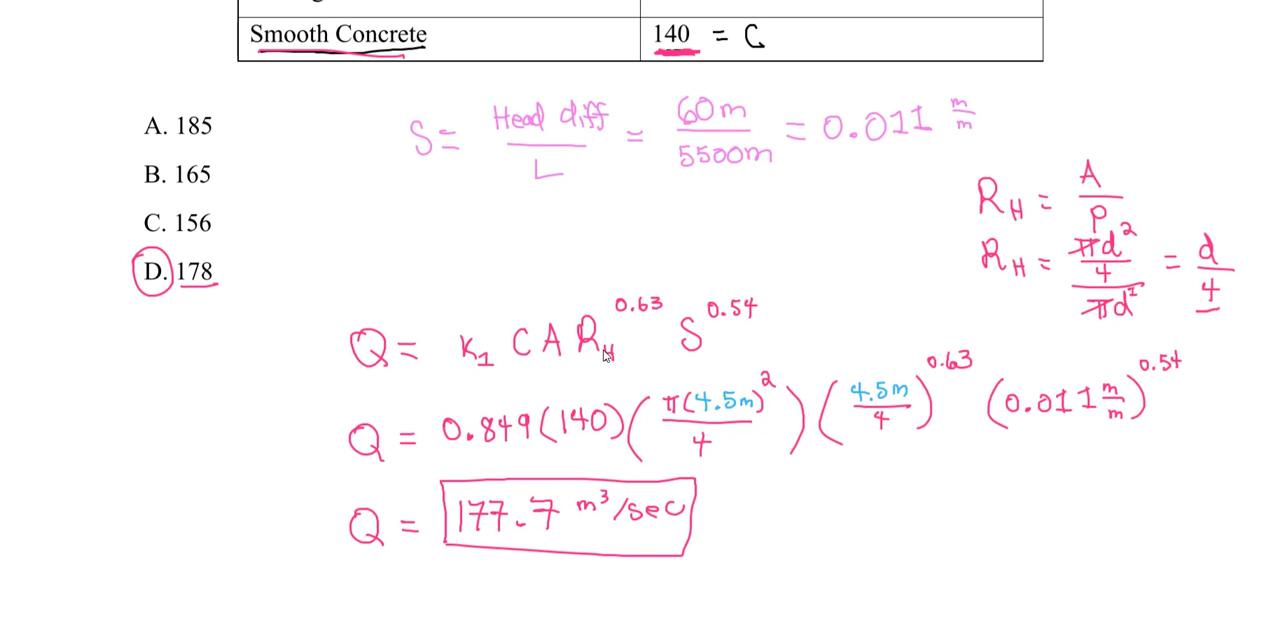 Smooth Concrete 140 = C
A. 185
B. 165
C. 156
D. 178
S = Head diff / L = 60m / 5500m = 0.011 m/m
R_H = A / P
R_H = (πd² / 4) / πd¹ = d / 4
Q = K₁ C A R_H^0.63 S^0.54
Q = 0.849 (140) (π(4.5m)² / 4) (4.5m / 4)^0.63 (0.011 m/m)^0.54
Q = 177.7 m³/sec